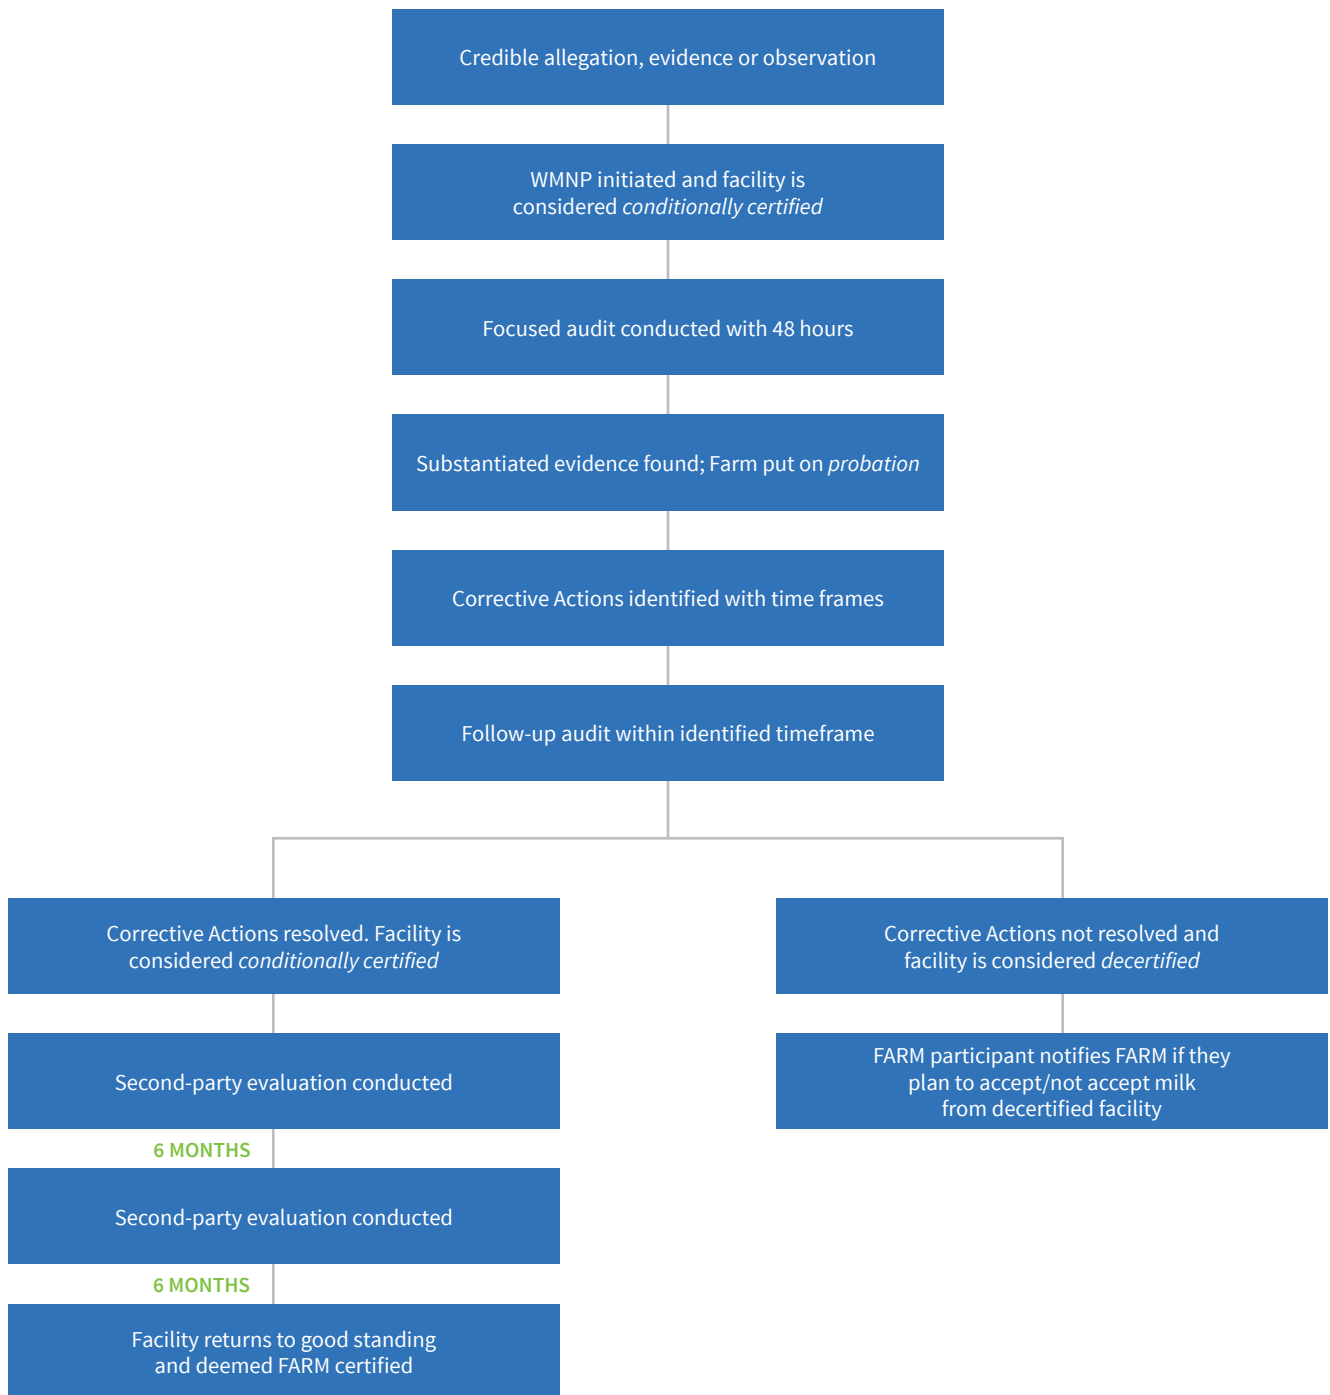 Credible allegation, evidence or observation
WMNP initiated and facility is
considered conditionally certified
Focused audit conducted with 48 hours
Substantiated evidence found; Farm put on probation
Corrective Actions identified with time frames
Follow-up audit within identified timeframe
Corrective Actions resolved. Facility is
considered conditionally certified
Second-party evaluation conducted
6 MONTHS
Second-party evaluation conducted
6 MONTHS
Facility returns to good standing
and deemed FARM certified
Corrective Actions not resolved and
facility is considered decertified
FARM participant notifies FARM if they
plan to accept/not accept milk
from decertified facility